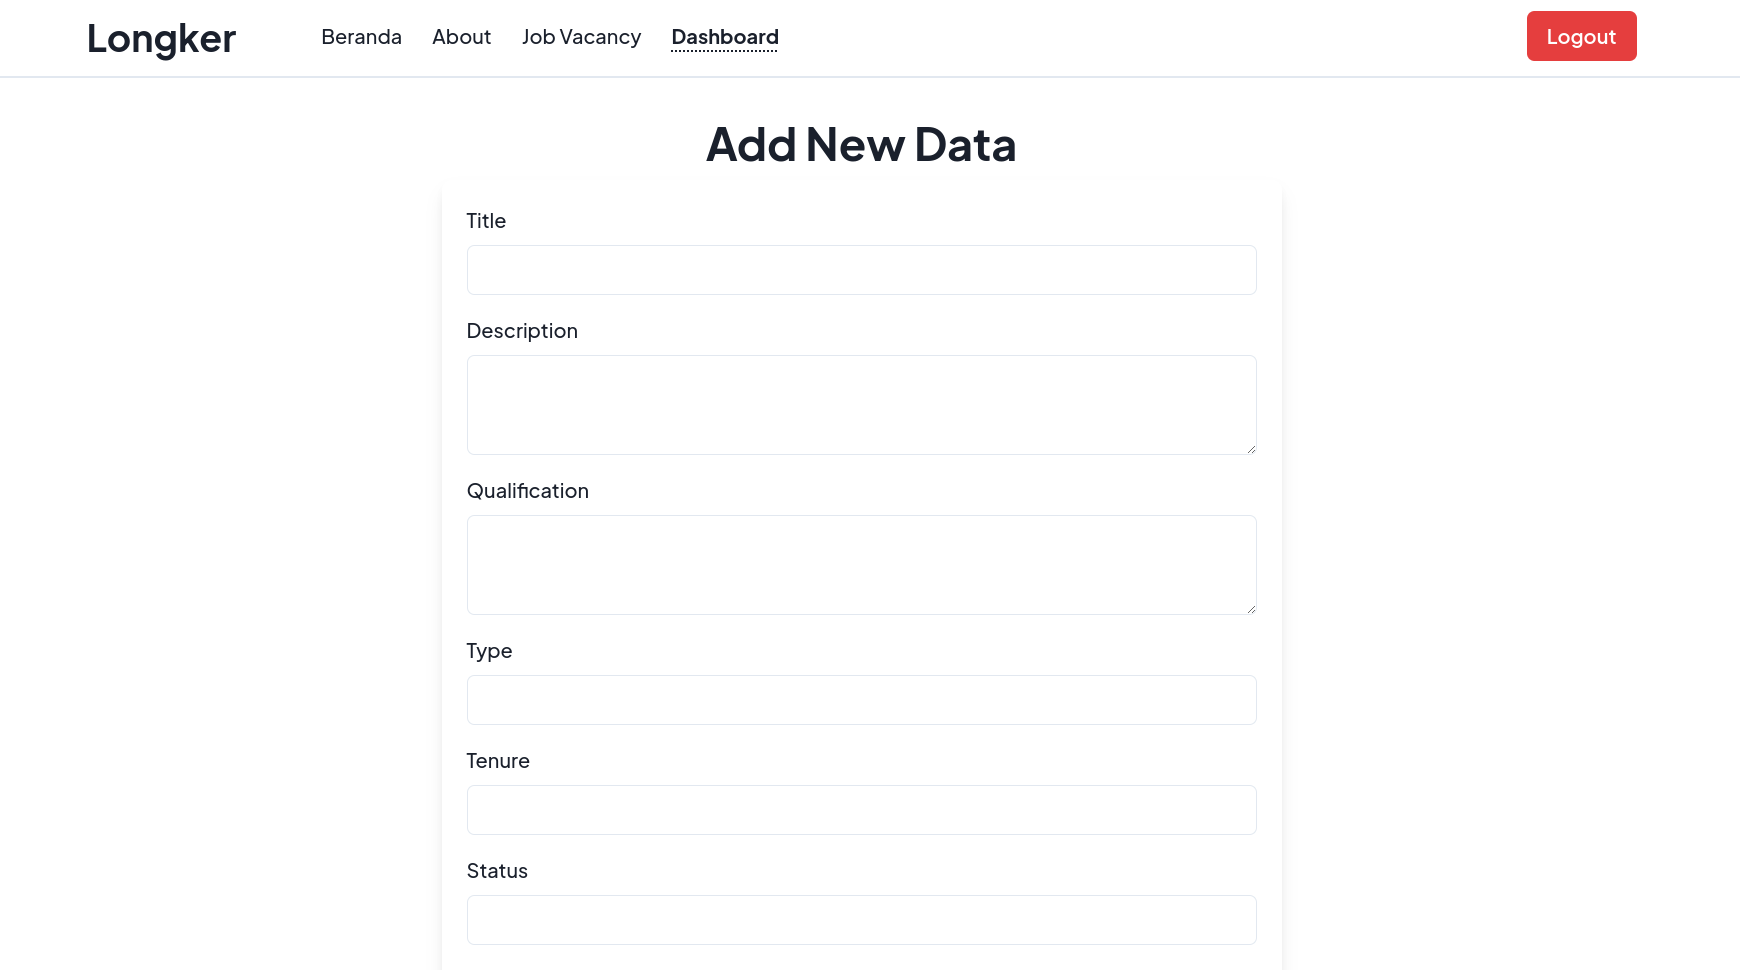 Longker
Beranda
About
Job Vacancy
Dashboard
Logout
Add New Data
Title
Description
Qualification
Type
Tenure
Status